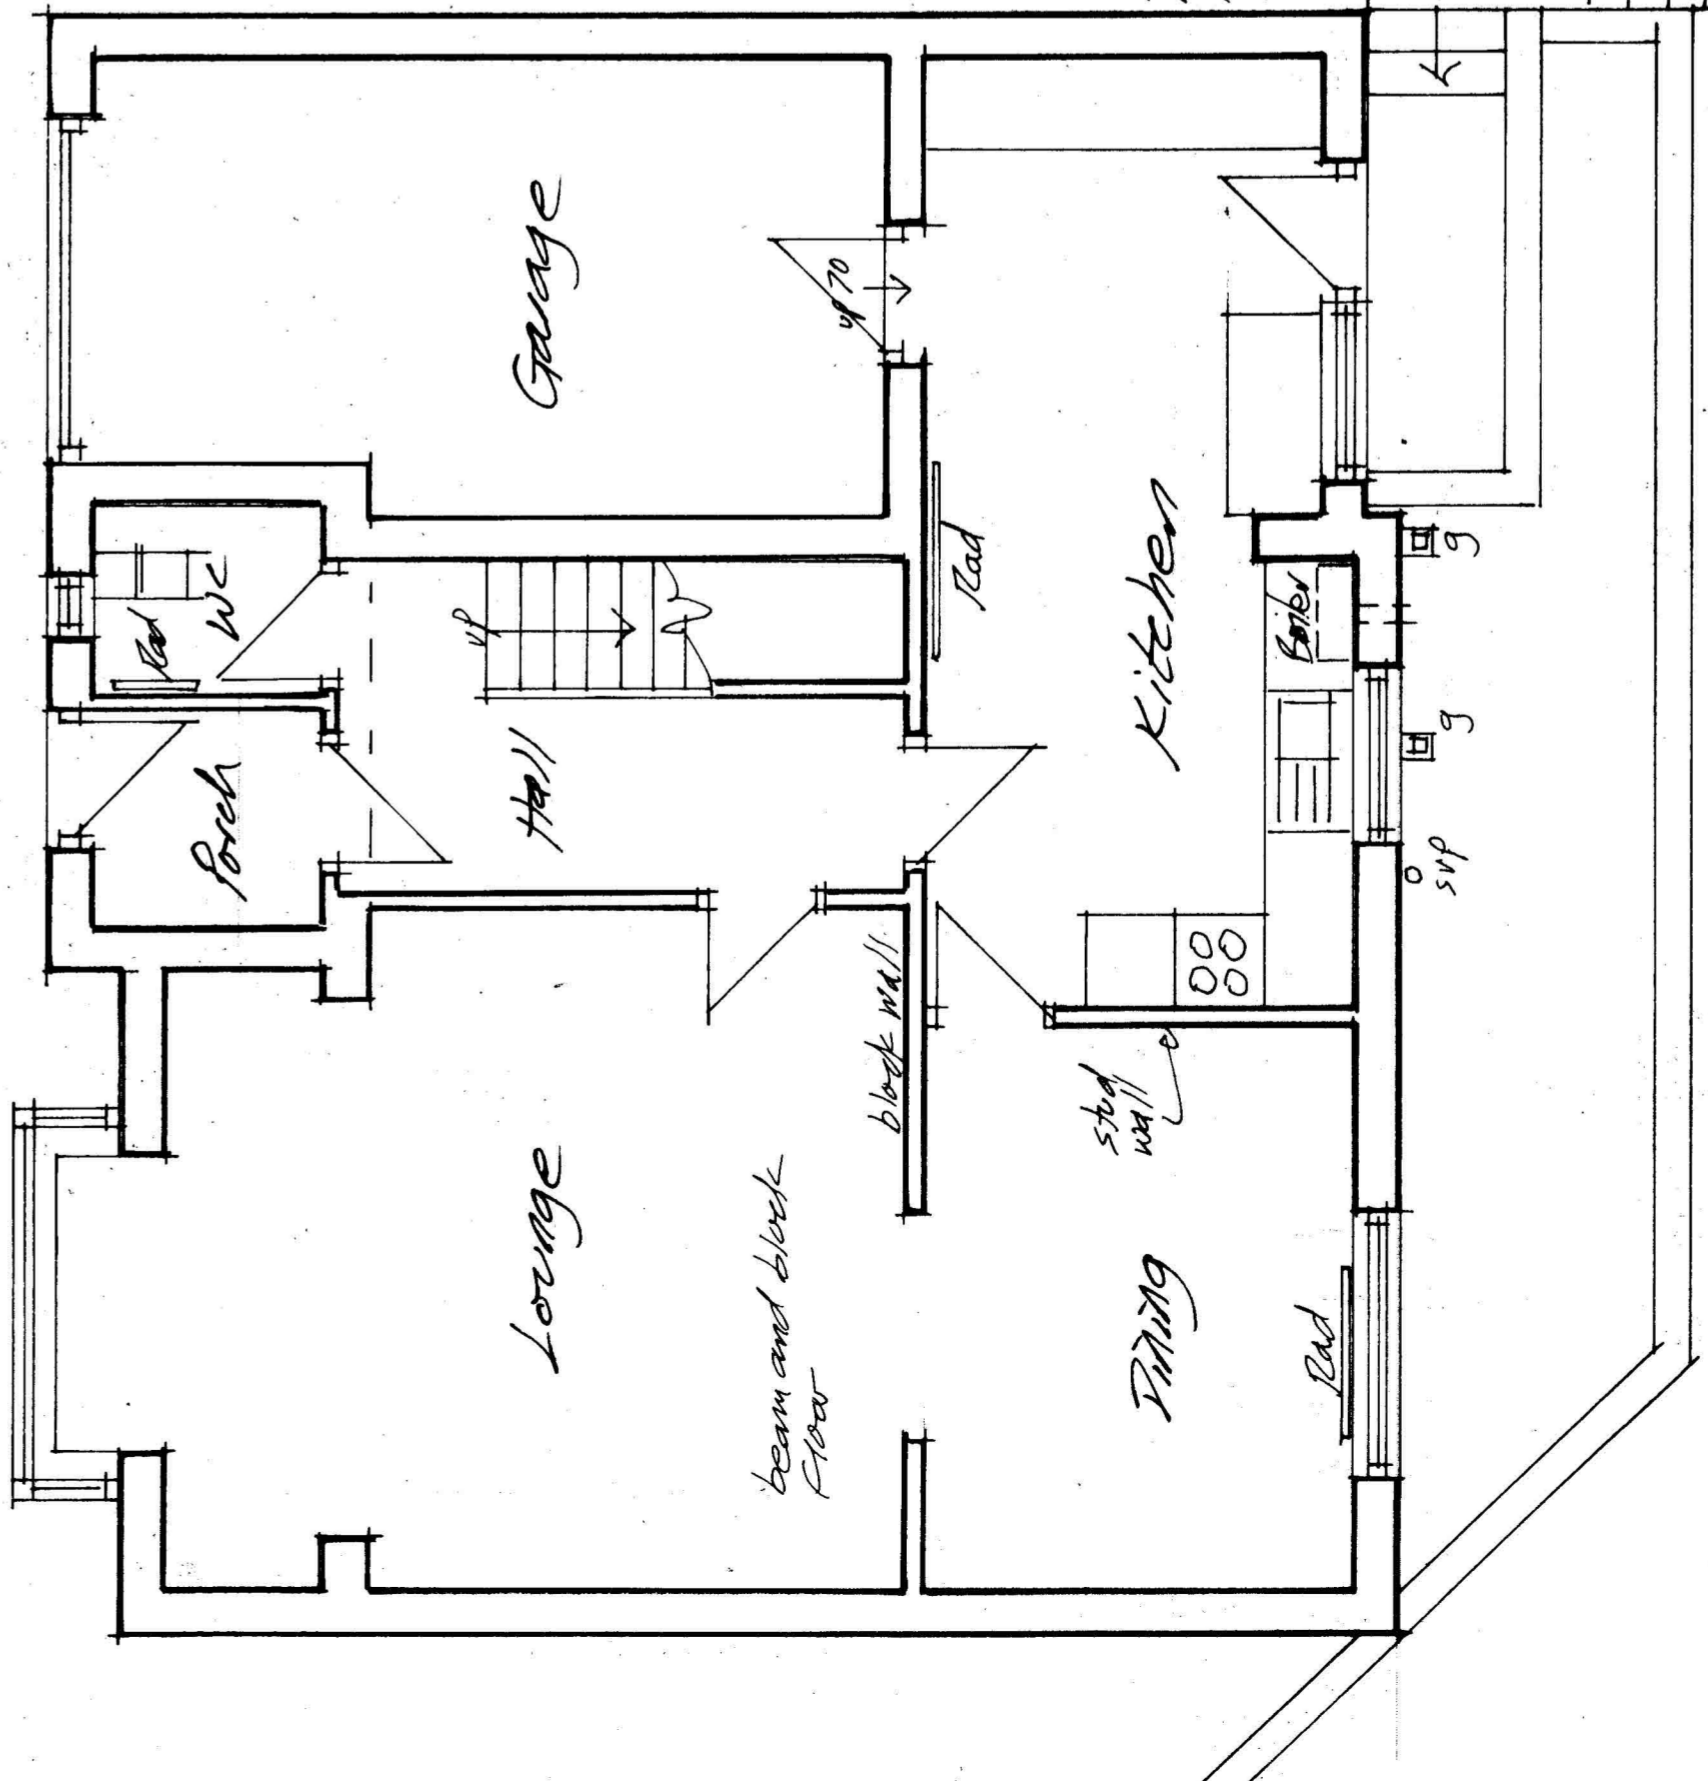 Garage
up 70
Rad
WC
up
Rad
Kitchen
Boiler
g
g
svp
Porch
Hall
block wall
stud
wall
Lounge
beam and block
floor
Dining
Rad